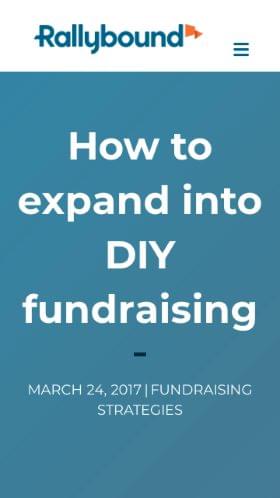 Rallybound
How to
expand into
DIY
fundraising
MARCH 24, 2017 | FUNDRAISING
STRATEGIES